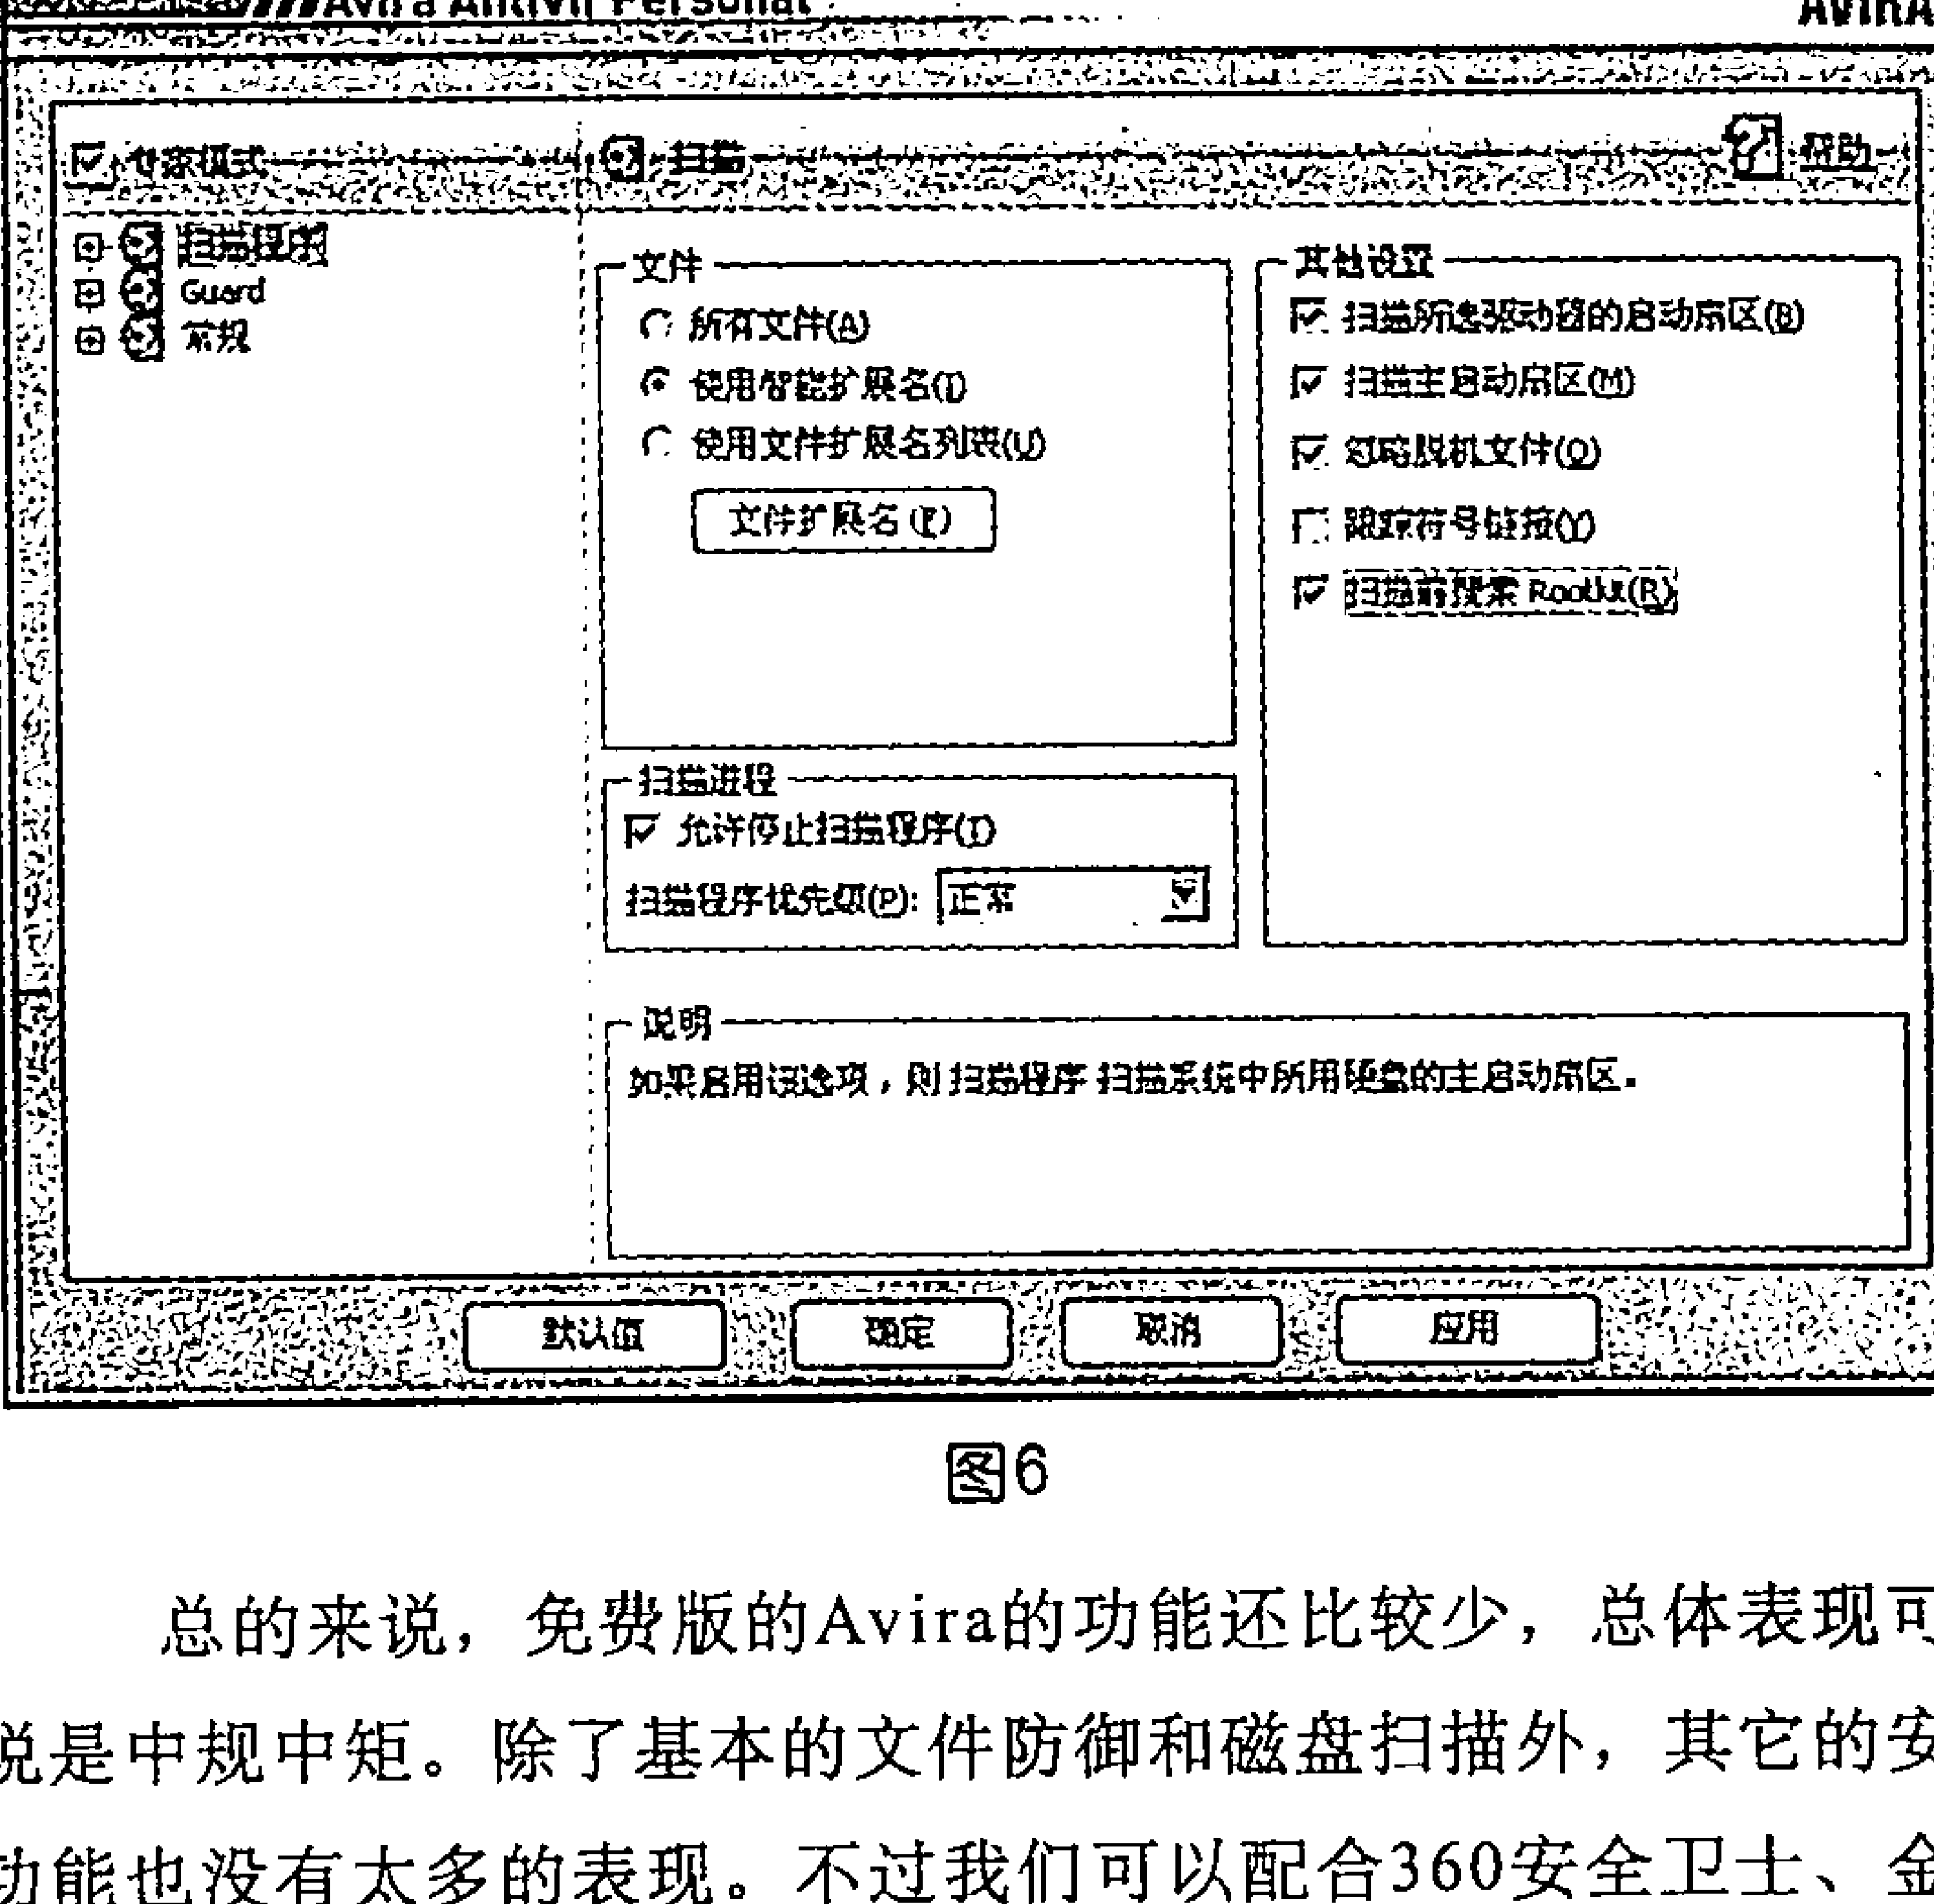 Avira AntiVir Personal
AVIRA
专家模式
扫描
帮助
扫描程序
Guard
常规
文件
所有文件(A)
使用智能扩展名(I)
使用文件扩展名列表(U)
文件扩展名(F)
其他设置
扫描所选驱动器的启动扇区(B)
扫描主启动扇区(M)
忽略脱机文件(O)
跟踪符号链接(Y)
扫描前搜索 Rootkit(R)
扫描进程
允许停止扫描程序(T)
扫描程序优先级(P): 正常
说明
如果启用该选项，则 扫描程序 扫描系统中所用硬盘的主启动扇区。
默认值
确定
取消
应用
图6
总的来说，免费版的Avira的功能还比较少，总体表现可
说是中规中矩。除了基本的文件防御和磁盘扫描外，其它的安
功能也没有太多的表现。不过我们可以配合360安全卫士、金